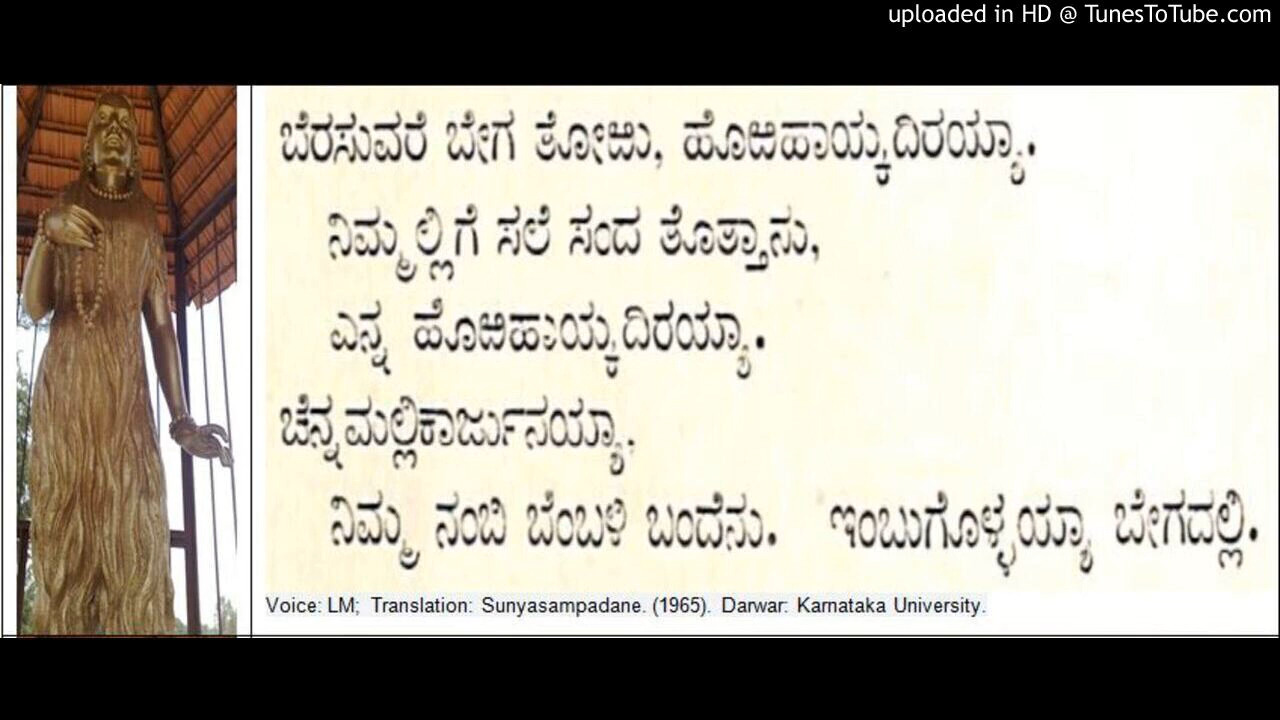 uploaded in HD @ TunesToTube.com
ಬೆರಸುವರೆ ಬೇಗ ತೋಱು, ಹೊಱಹಾಯ್ಕದಿರಯ್ಯಾ.
ನಿಮ್ಮಲ್ಲಿಗೆ ಸಲೆ ಸಂದ ತೊತ್ತಾನು,
ಎನ್ನ ಹೊಱಹಾಯ್ಕದಿರಯ್ಯಾ.
ಚೆನ್ನಮಲ್ಲಿಕಾರ್ಜುನಯ್ಯಾ,
ನಿಮ್ಮ ನಂಬಿ ಬೆಂಬಳಿ ಬಂದೆನು. ಇಂಬುಗೊಳ್ಳಯ್ಯಾ ಬೇಗದಲ್ಲಿ.
Voice: LM; Translation: Sunyasampadane. (1965). Darwar: Karnataka University.